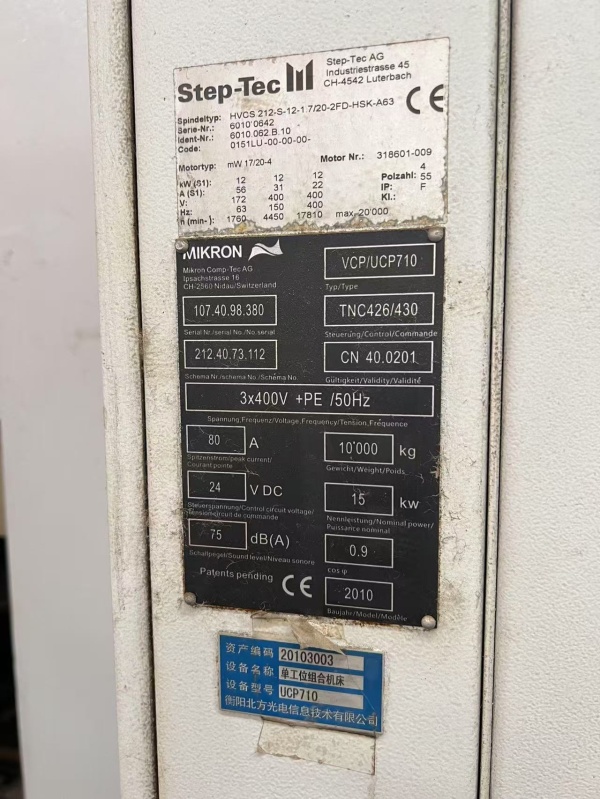 Step-Tec
Step-Tec AG
Industriestrasse 45
CH-4542 Luterbach
Spindeltyp: HVCS 212-S-12-1.7/20-2FD-HSK-A63
Serie-Nr.: 6010'0642
Ident-Nr.: 6010.062.B.10
Code: 0151LU-00-00-00-
CE
Motortyp: mW 17/20-4 Motor Nr.: 318601-009
kW (S1): 12 12 12 Polzahl: 4
A (S1): 56 31 22 IP: 55
V: 172 400 400 Kl.: F
Hz: 63 150 400
n (min-): 1760 4450 17810 max. 20'000
MIKRON
Mikron Comp-Tec AG
Ipsachstrasse 16
CH-2560 Nidau/Switzerland
VCP/UCP710
Typ/Type
107.40.98.380
Serial Nr./serial No./No serial
TNC426/430
Steuerung/Control/Commande
212.40.73.112
Schema Nr./schema No./Schéma No.
CN 40.0201
Gültigkeit/Validity/Validité
3x400V +PE /50Hz
Spannung,Frequenz/Voltage,Frequency/Tension,Fréquence
80 A
Spitzenstrom/peak current/
Courant pointe
10'000 kg
Gewicht/Weight/Poids
24 V DC
Steuerspannung/Control circuit voltage/
Tension circuit de commande
15 kw
Nennleistung/Nominal power/
Puissance nominal
75 dB(A)
Schallpegel/Sound level/Niveau sonore
0.9
cos φ
Patents pending CE
2010
Baujahr/Model/Modèle
资产编码 20103003
设备名称 单工位组合机床
设备型号 UCP710
衡阳北方光电信息技术有限公司